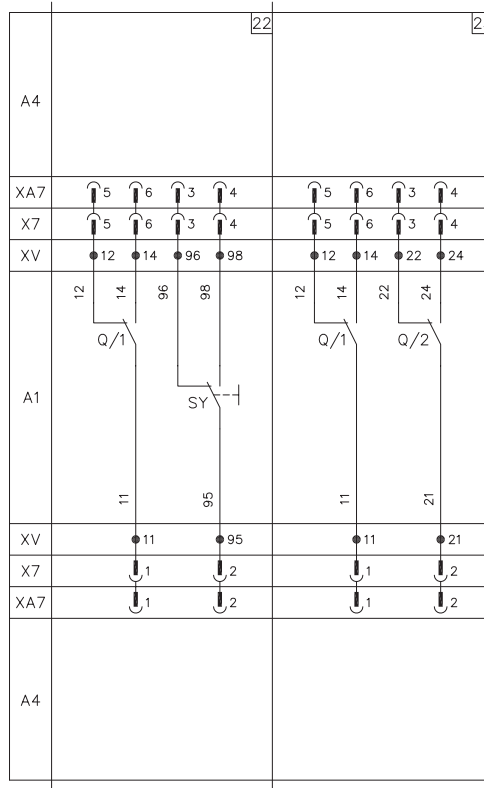 22 2
A4
XA7 5 6 3 4 5 6 3 4
X7 5 6 3 4 5 6 3 4
XV 12 14 96 98 12 14 22 24
12 14 96 98 12 14 22 24
Q/1 Q/1 Q/2
A1 SY
11 95 11 21
XV 11 95 11 21
X7 1 2 1 2
XA7 1 2 1 2
A4